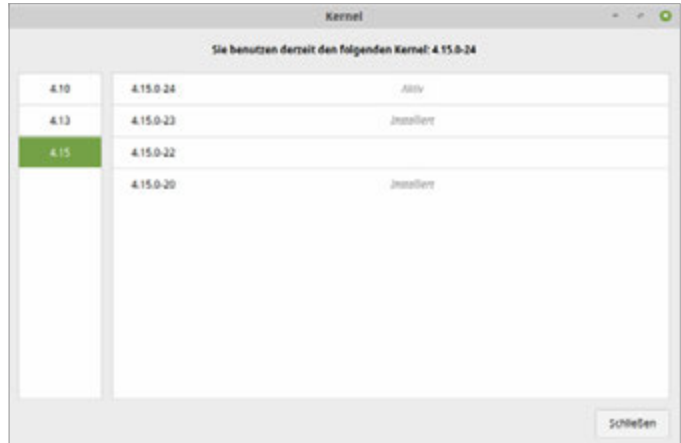 Kernel
Sie benutzen derzeit den folgenden Kernel: 4.15.0-24
4.10
4.13
4.15
4.15.0-24 Aktiv
4.15.0-23 Installiert
4.15.0-22
4.15.0-20 Installiert
Schließen